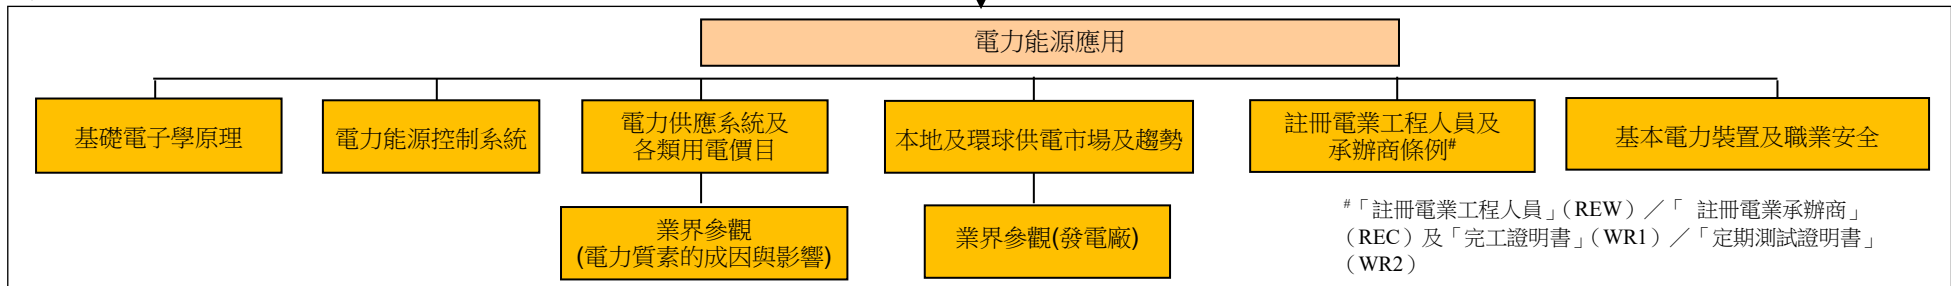 電力能源應用
基礎電子學原理
電力能源控制系統
電力供應系統及
各類用電價目
本地及環球供電市場及趨勢
註冊電業工程人員及
承辦商條例#
基本電力裝置及職業安全
業界參觀
(電力質素的成因與影響)
業界參觀(發電廠)
#「註冊電業工程人員」(REW)／「 註冊電業承辦商」
(REC) 及「完工證明書」(WR1)／「定期測試證明書」
(WR2)